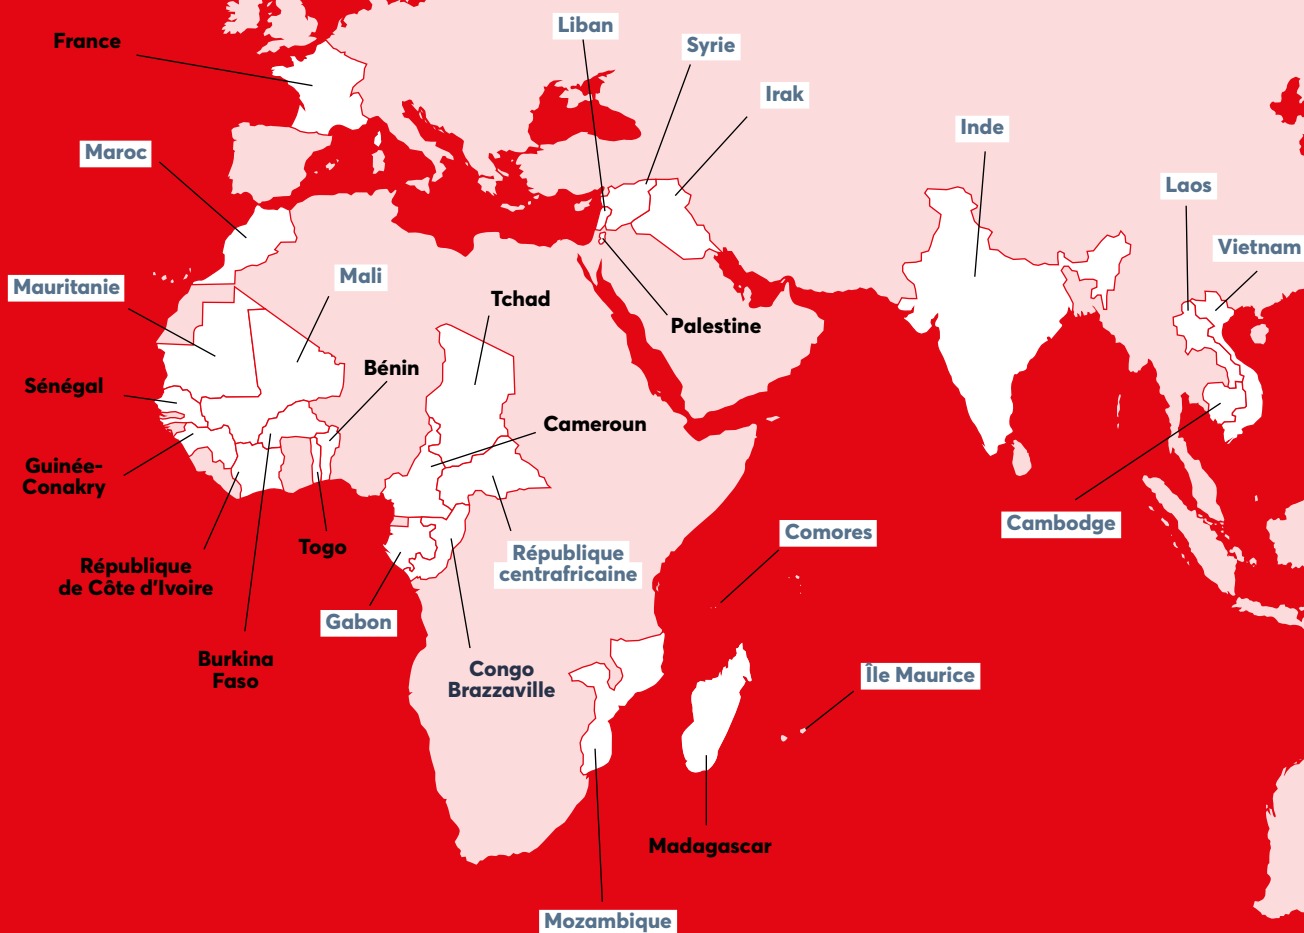 Liban
France
Syrie
Irak
Inde
Maroc
Laos
Vietnam
Mali
Mauritanie
Tchad
Palestine
Bénin
Sénégal
Cameroun
Guinée-
Conakry
Cambodge
Comores
Togo
République
centrafricaine
République
de Côte d'Ivoire
Gabon
Burkina
Faso
Congo
Brazzaville
Île Maurice
Madagascar
Mozambique